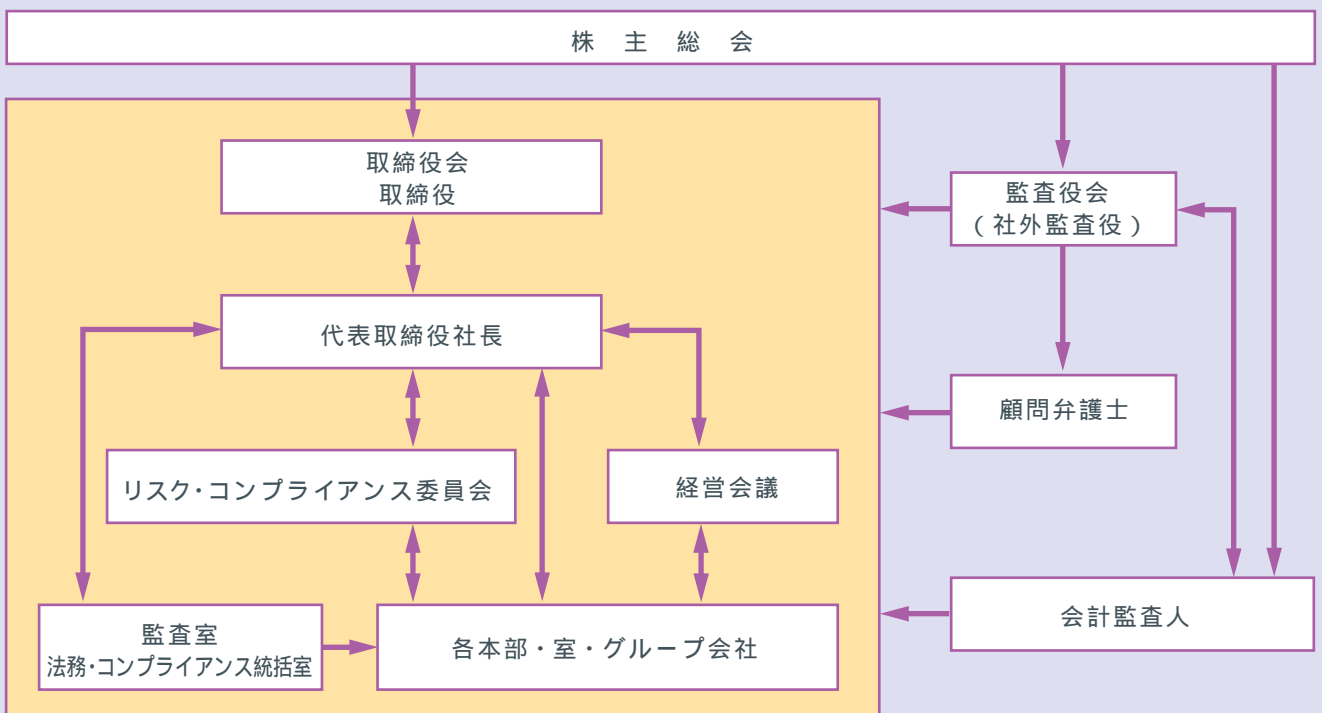 株主総会
取締役会
取締役
監査役会
(社外監査役)
代表取締役社長
顧問弁護士
リスク・コンプライアンス委員会
経営会議
会計監査人
監査室
法務・コンプライアンス統括室
各本部・室・グループ会社